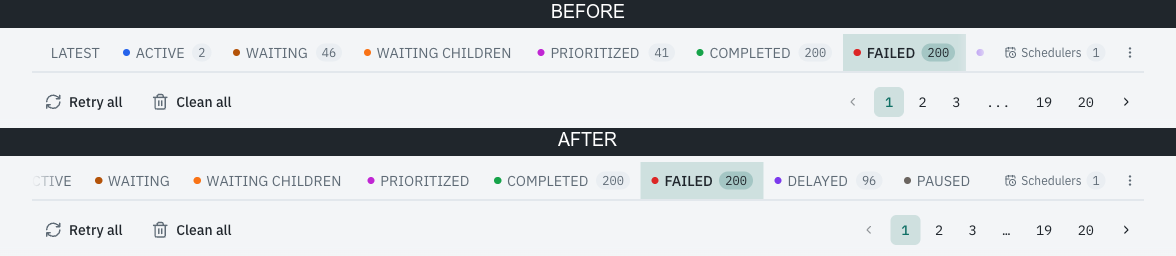 BEFORE
LATEST ACTIVE 2 WAITING 46 WAITING CHILDREN PRIORITIZED 41 COMPLETED 200 FAILED 200 Schedulers 1
Retry all Clean all 1 2 3 ... 19 20
AFTER
CTIVE WAITING WAITING CHILDREN PRIORITIZED COMPLETED 200 FAILED 200 DELAYED 96 PAUSED Schedulers 1
Retry all Clean all 1 2 3 … 19 20